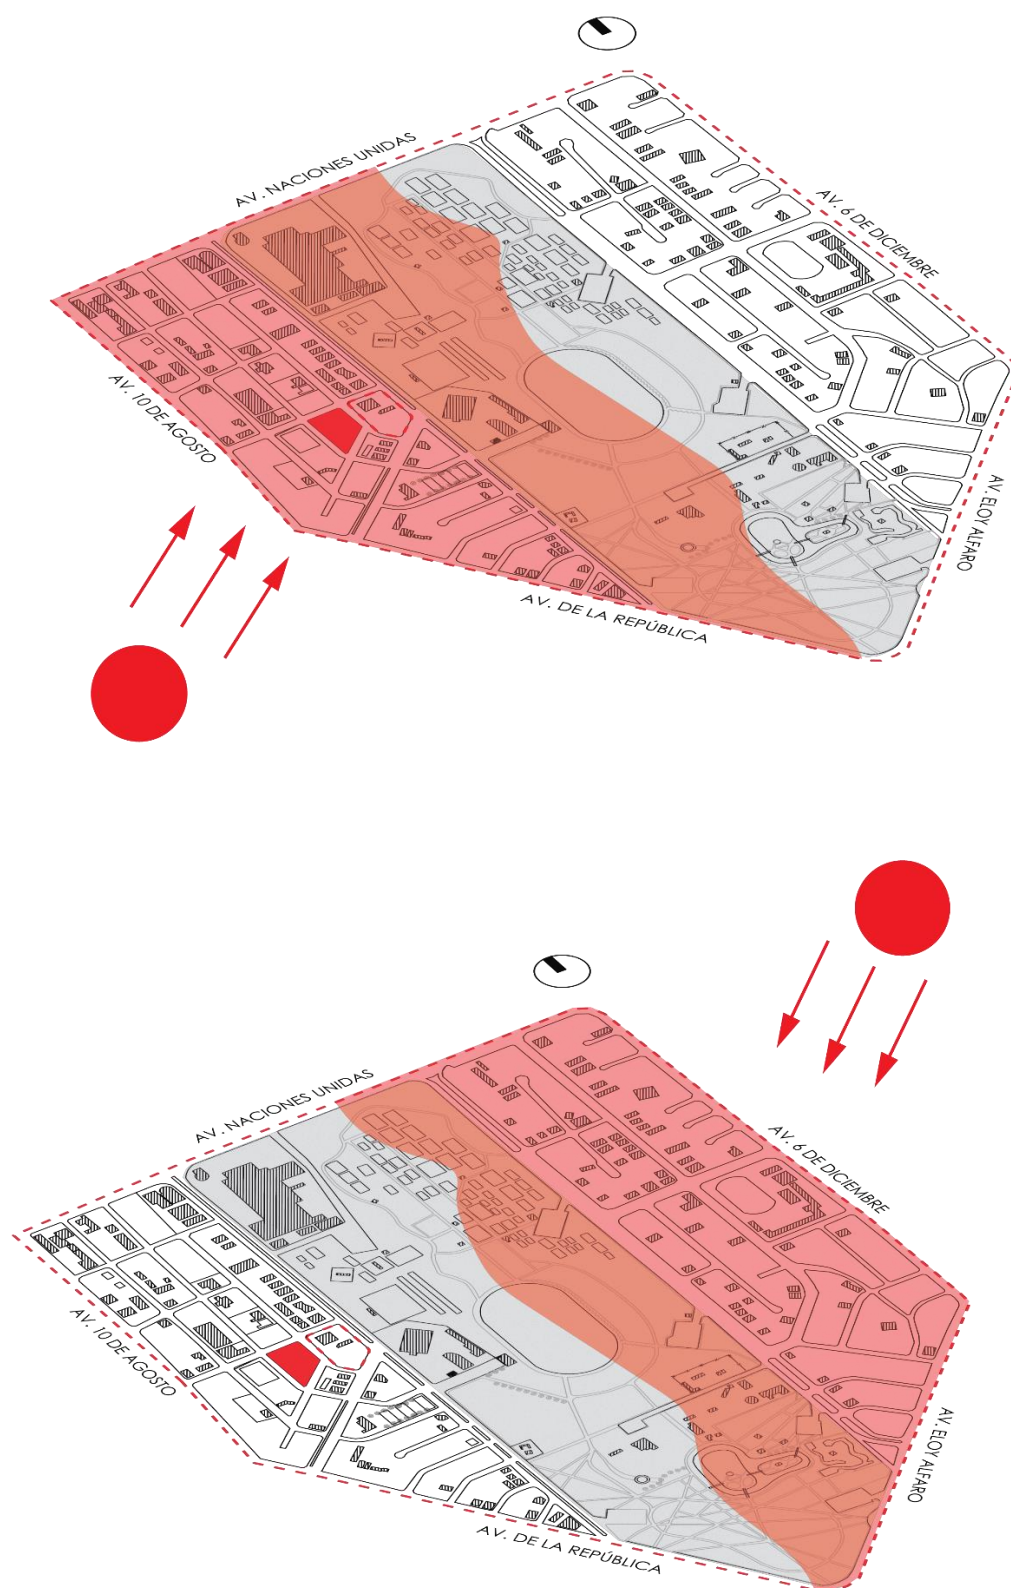 AV. NACIONES UNIDAS
AV. 6 DE DICIEMBRE
AV. 10 DE AGOSTO
AV. ELOY ALFARO
AV. DE LA REPÚBLICA
AV. NACIONES UNIDAS
AV. 6 DE DICIEMBRE
AV. 10 DE AGOSTO
AV. ELOY ALFARO
AV. DE LA REPÚBLICA